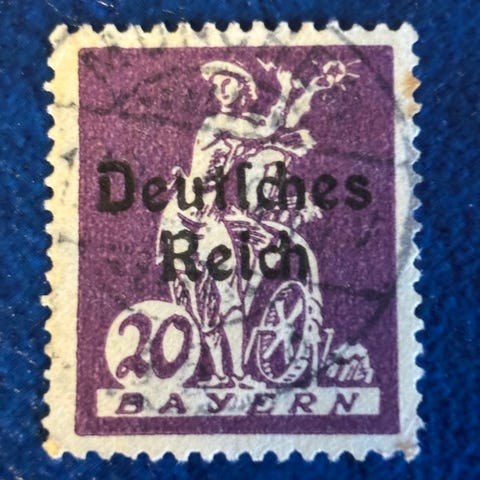 Deutſches
Reich
20
BAYERN